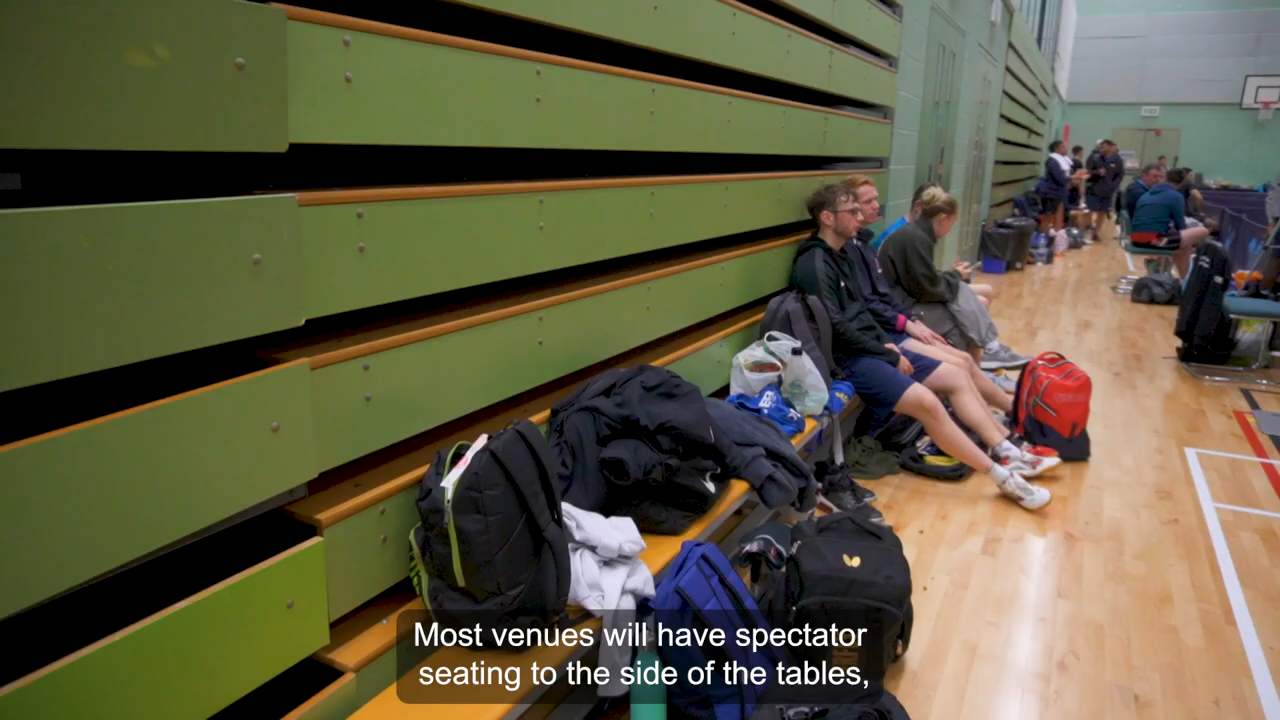 Most venues will have spectator
seating to the side of the tables,